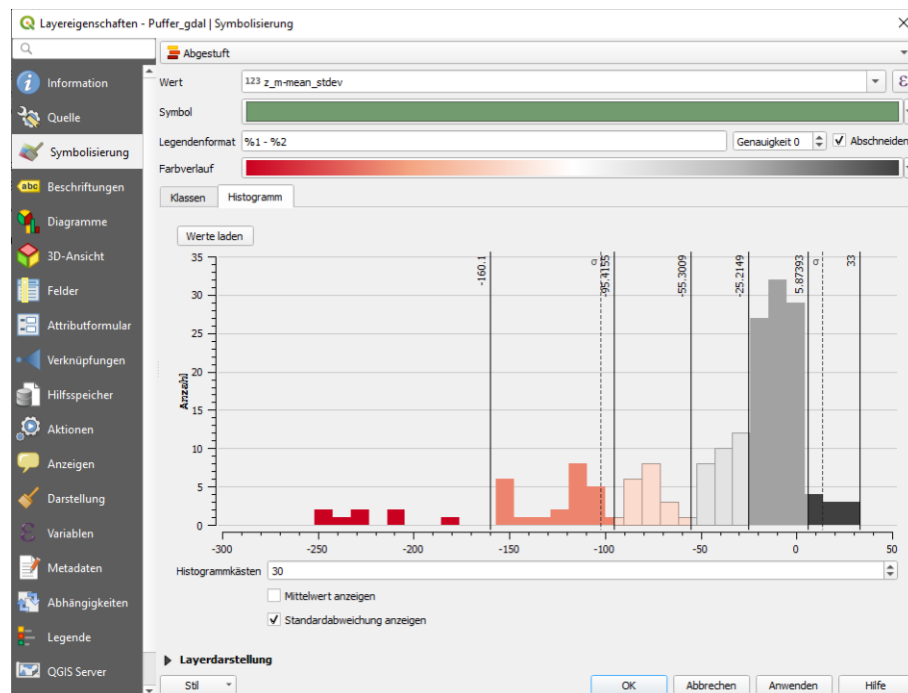 Layereigenschaften - Puffer_gdal | Symbolisierung
Abgestuft
Information
Quelle
Symbolisierung
abc Beschriftungen
Diagramme
3D-Ansicht
Felder
Attributformular
Verknüpfungen
Hilfsspeicher
Aktionen
Anzeigen
Darstellung
Variablen
Metadaten
Abhängigkeiten
Legende
QGIS Server
Wert 123 z_m-mean_stdev ε
Symbol
Legendenformat %1 - %2 Genauigkeit 0 Abschneiden
Farbverlauf
Klassen Histogramm
Werte laden
-160.1 σ -95.4155 -55.3009 -25.2149 5.87393 σ 33
35
30
25
20
15
10
5
0
Anzahl
-300 -250 -200 -150 -100 -50 0 50
Histogrammkästen 30
Mittelwert anzeigen
Standardabweichung anzeigen
Layerdarstellung
Stil OK Abbrechen Anwenden Hilfe